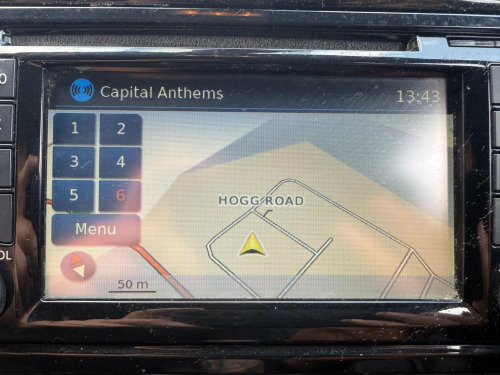 Capital Anthems 13:43
1 2
3 4
5 6
HOGG ROAD
Menu
50 m